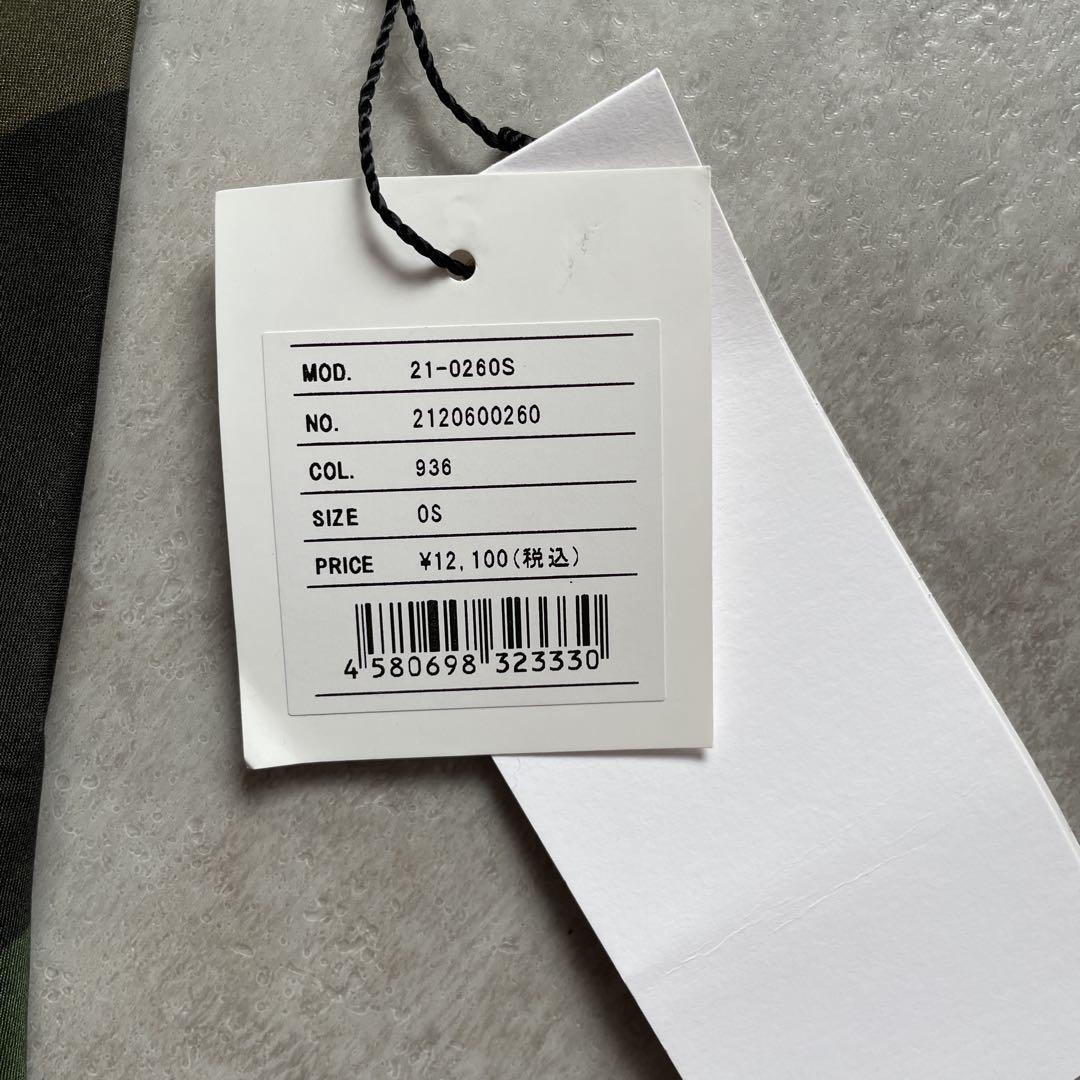 MOD. 21-0260S
NO. 2120600260
COL. 936
SIZE OS
PRICE ¥12,100(税込)
4 580698 323330